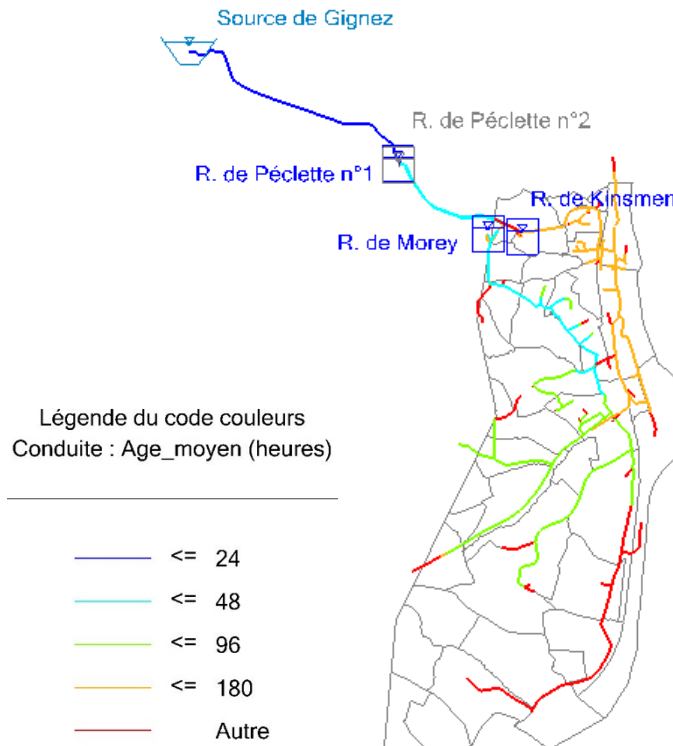 Source de Gignez
R. de Péclette n°2
R. de Péclette n°1
R. de Kinsmen
R. de Morey
Légende du code couleurs
Conduite : Age_moyen (heures)
<= 24
<= 48
<= 96
<= 180
Autre